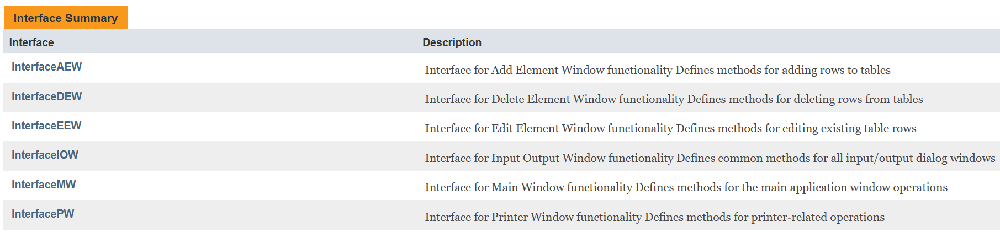 Interface Summary
Interface Description
InterfaceAEW Interface for Add Element Window functionality Defines methods for adding rows to tables
InterfaceDEW Interface for Delete Element Window functionality Defines methods for deleting rows from tables
InterfaceEEW Interface for Edit Element Window functionality Defines methods for editing existing table rows
InterfaceIOW Interface for Input Output Window functionality Defines common methods for all input/output dialog windows
InterfaceMW Interface for Main Window functionality Defines methods for the main application window operations
InterfacePW Interface for Printer Window functionality Defines methods for printer-related operations